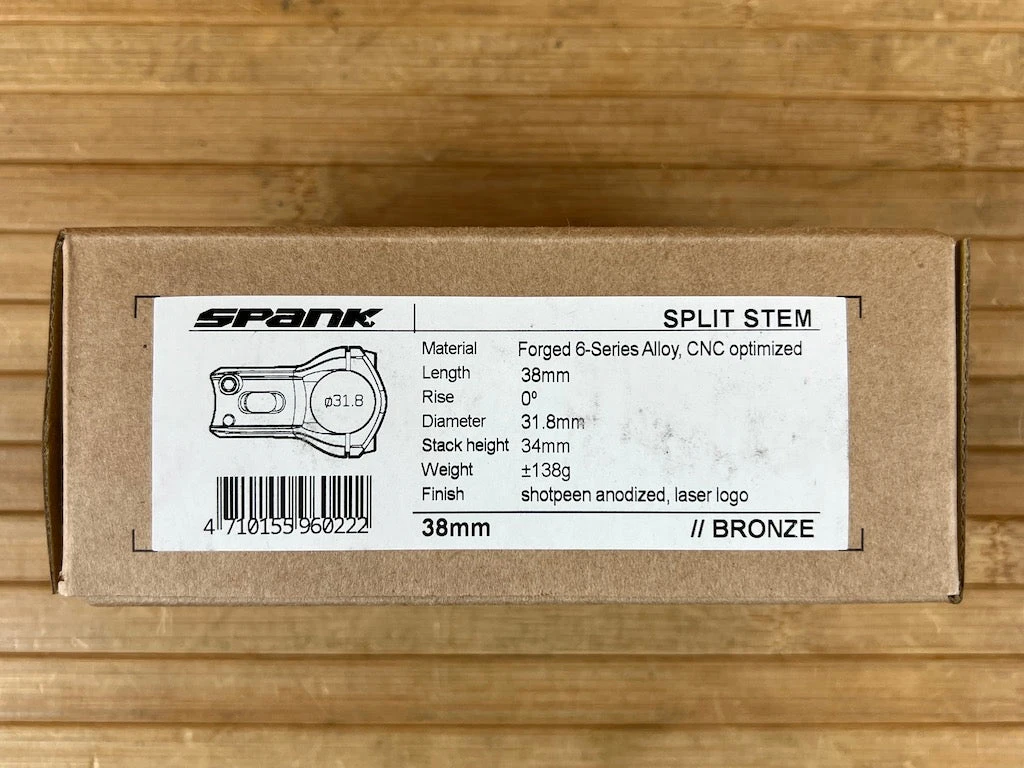 SPANK
SPLIT STEM
ø31.8
Material Forged 6-Series Alloy, CNC optimized
Length 38mm
Rise 0º
Diameter 31.8mm
Stack height 34mm
Weight ±138g
Finish shotpeen anodized, laser logo
4 710155 960222
38mm // BRONZE